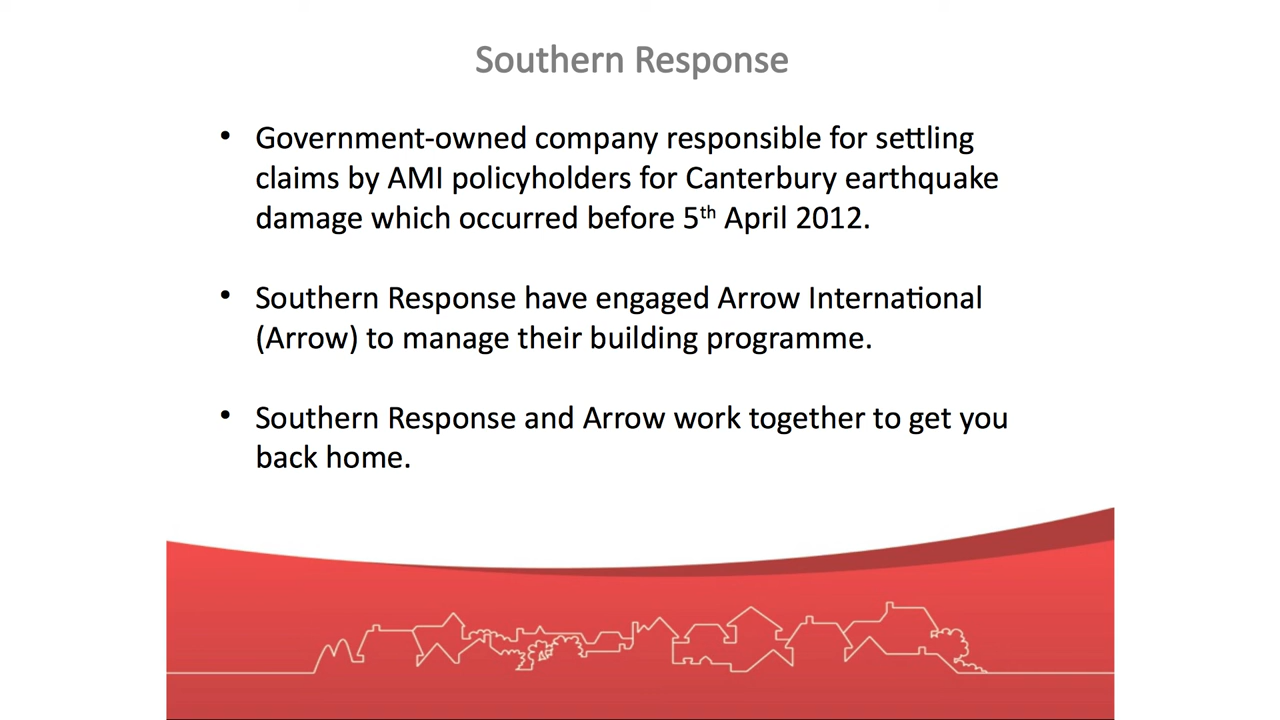 Southern Response
• Government-owned company responsible for settling
claims by AMI policyholders for Canterbury earthquake
damage which occurred before 5th April 2012.
• Southern Response have engaged Arrow International
(Arrow) to manage their building programme.
• Southern Response and Arrow work together to get you
back home.